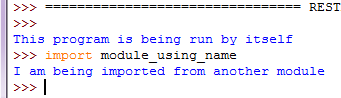 >>> ================================ REST
>>>
This program is being run by itself
>>> import module_using_name
I am being imported from another module
>>>